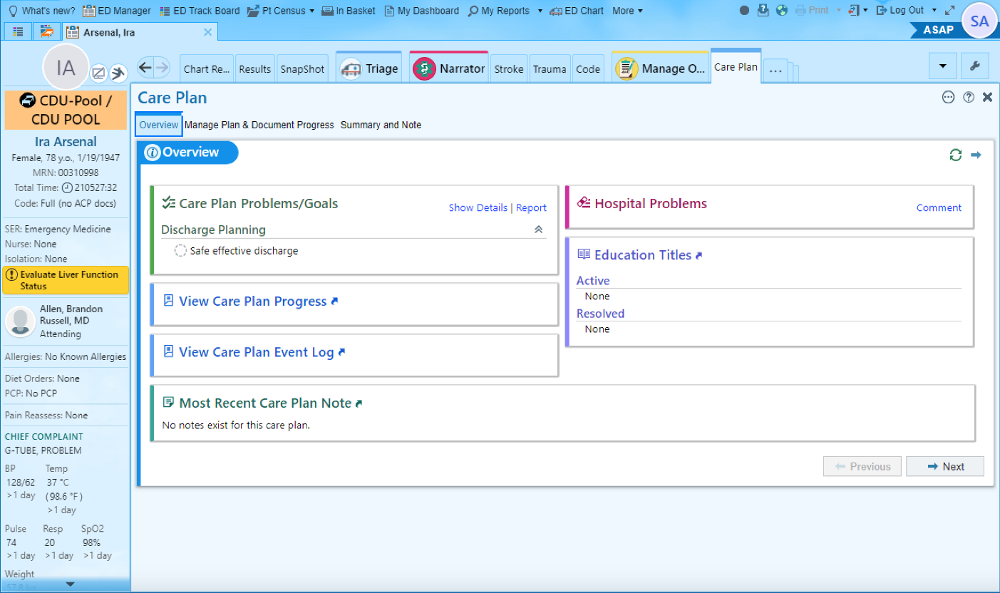 What's new? ED Manager ED Track Board Pt Census In Basket My Dashboard My Reports ED Chart More Print Log Out
SA
Arsenal, Ira
ASAP
IA
Chart Re... Results SnapShot Triage Narrator Stroke Trauma Code Manage O... Care Plan ...
CDU-Pool /
CDU POOL
Ira Arsenal
Female, 78 y.o., 1/19/1947
MRN: 00310998
Total Time: 210527:32
Code: Full (no ACP docs)
SER: Emergency Medicine
Nurse: None
Isolation: None
Evaluate Liver Function
Status
Allen, Brandon
Russell, MD
Attending
Allergies: No Known Allergies
Diet Orders: None
PCP: No PCP
Pain Reassess: None
CHIEF COMPLAINT
G-TUBE, PROBLEM
BP Temp
128/62 37 °C
>1 day (98.6 °F)
>1 day
Pulse Resp SpO2
74 20 98%
>1 day >1 day >1 day
Weight
57.8 kg
Care Plan
Overview Manage Plan & Document Progress Summary and Note
Overview
Care Plan Problems/Goals
Show Details | Report
Discharge Planning
Safe effective discharge
View Care Plan Progress
View Care Plan Event Log
Hospital Problems
Comment
Education Titles
Active
None
Resolved
None
Most Recent Care Plan Note
No notes exist for this care plan.
Previous Next